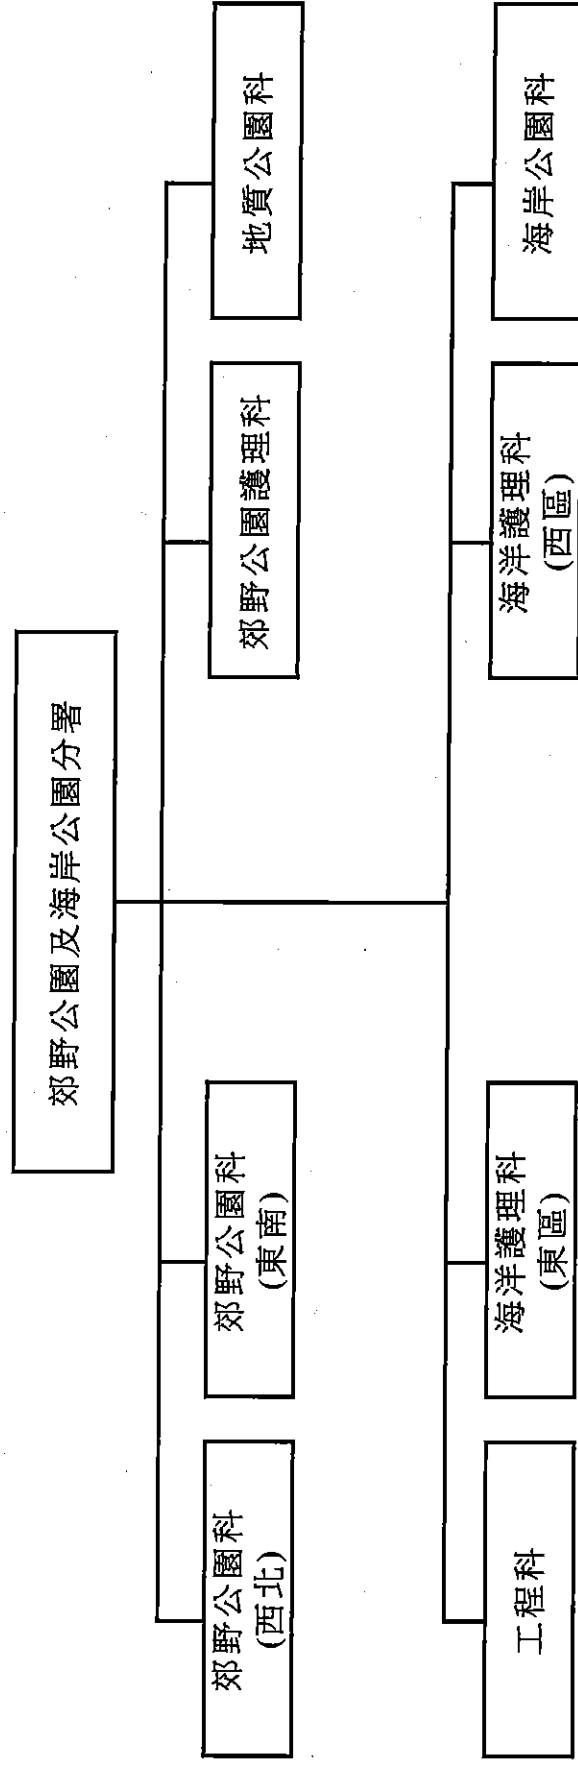 郊野公園及海岸公園分署
郊野公園科
(西北)
郊野公園科
(東南)
郊野公園護理科
地質公園科
工程科
海洋護理科
(東區)
海洋護理科
(西區)
海岸公園科